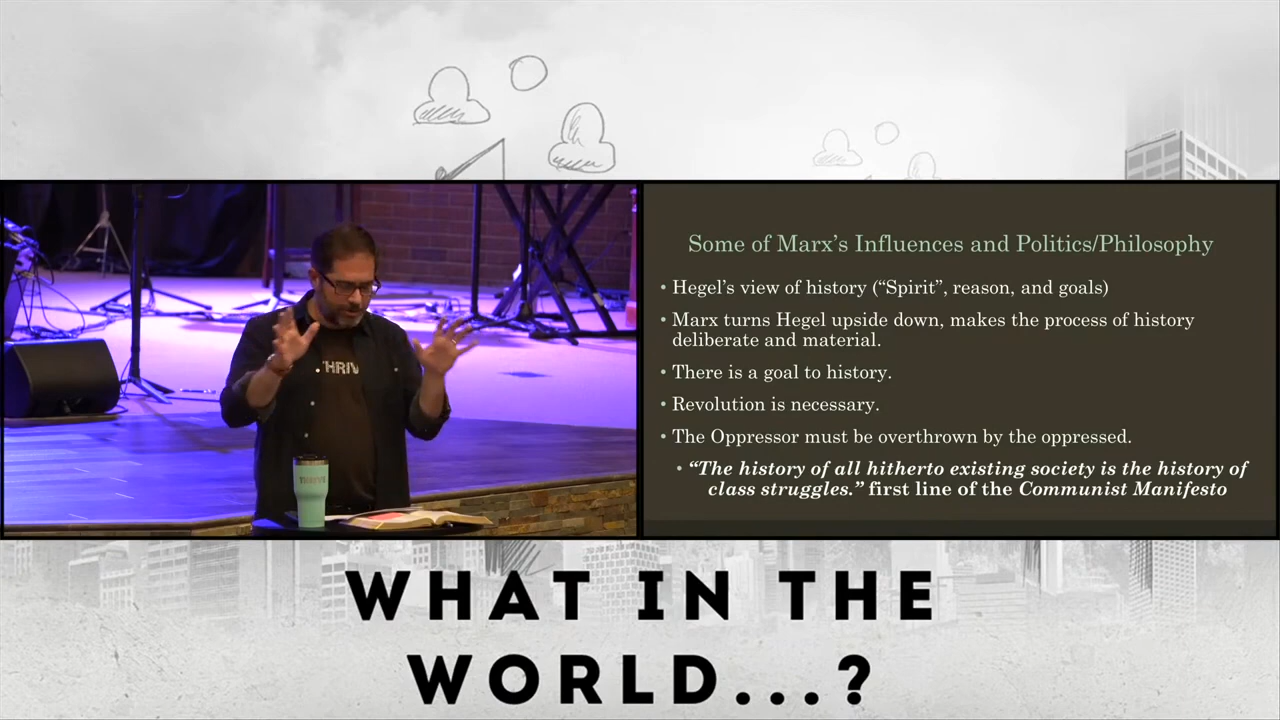 THRIV
THRIVE
Some of Marx's Influences and Politics/Philosophy
• Hegel's view of history (“Spirit”, reason, and goals)
• Marx turns Hegel upside down, makes the process of history
deliberate and material.
• There is a goal to history.
• Revolution is necessary.
• The Oppressor must be overthrown by the oppressed.
• “The history of all hitherto existing society is the history of
class struggles.” first line of the Communist Manifesto
WHAT IN THE
WORLD...?